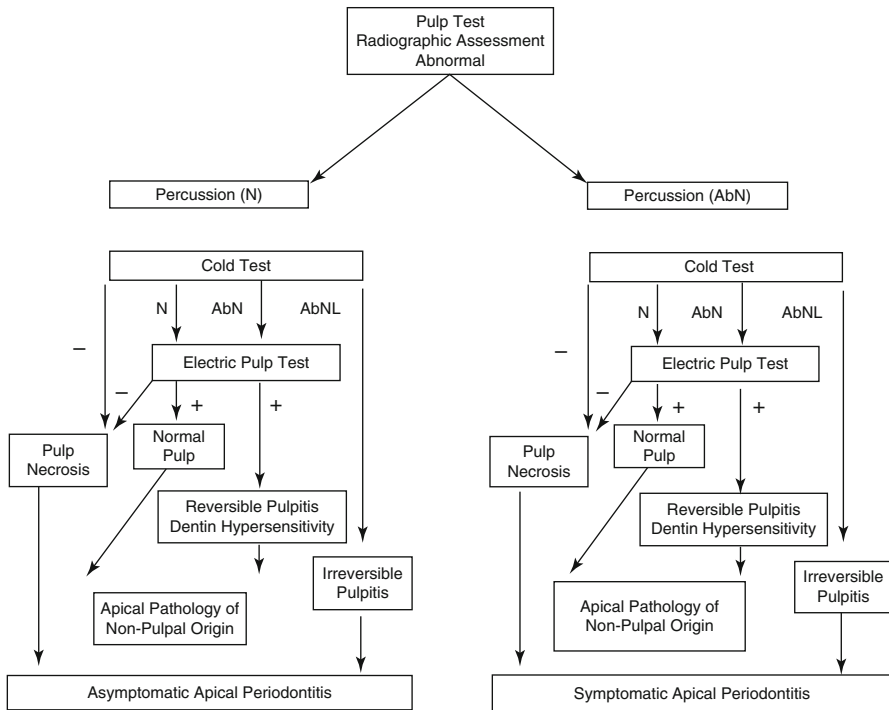 Pulp Test
Radiographic Assessment
Abnormal
Percussion (N)
Percussion (AbN)
Cold Test
N
AbN
AbNL
–
Electric Pulp Test
–
+
+
Pulp
Necrosis
Normal
Pulp
Reversible Pulpitis
Dentin Hypersensitivity
Irreversible
Pulpitis
Apical Pathology of
Non-Pulpal Origin
Asymptomatic Apical Periodontitis
Cold Test
N
AbN
AbNL
–
Electric Pulp Test
–
+
+
Pulp
Necrosis
Normal
Pulp
Reversible Pulpitis
Dentin Hypersensitivity
Irreversible
Pulpitis
Apical Pathology of
Non-Pulpal Origin
Symptomatic Apical Periodontitis